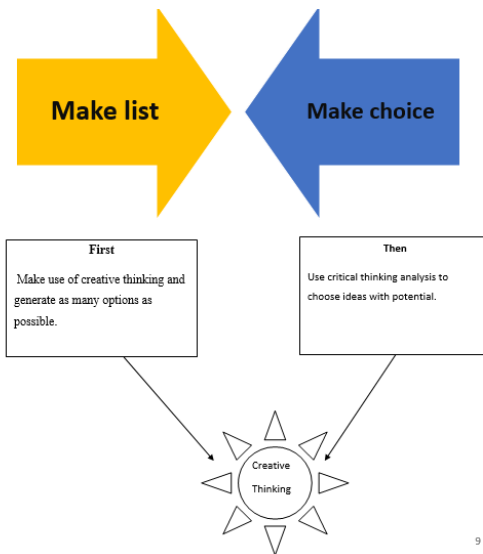 Make list
Make choice
First
Make use of creative thinking and
generate as many options as
possible.
Then
Use critical thinking analysis to
choose ideas with potential.
Creative
Thinking
9